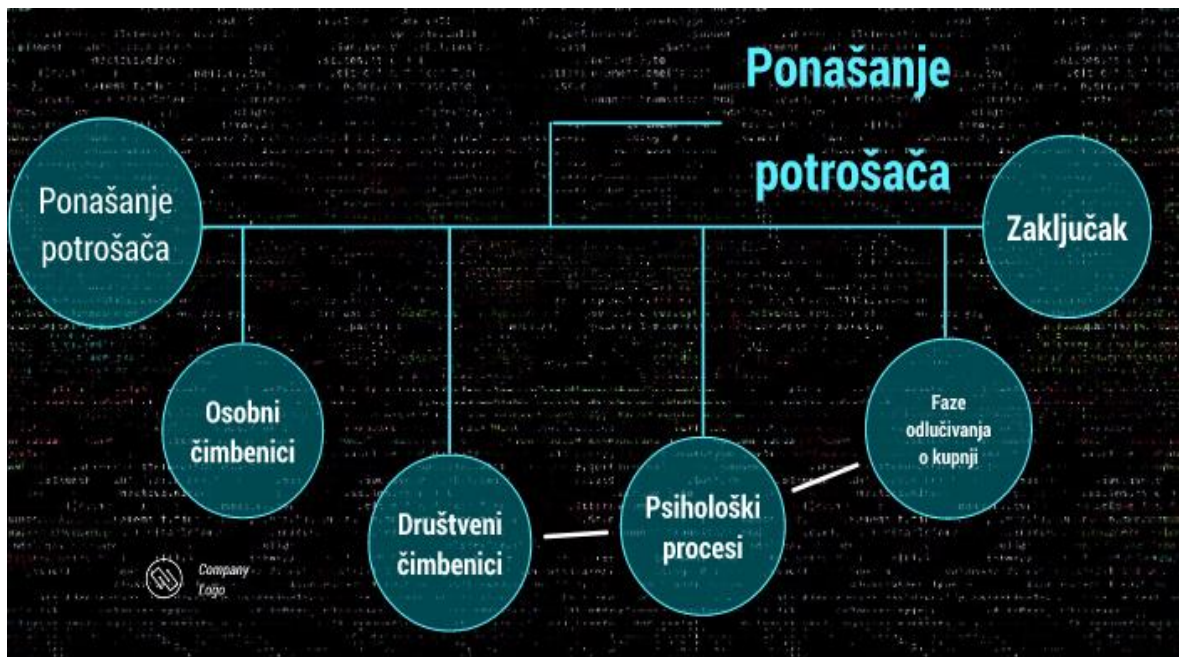 Ponašanje
potrošača
Ponašanje
potrošača
Zaključak
Osobni
čimbenici
Društveni
čimbenici
Psihološki
procesi
Faze
odlučivanja
o kupnji
Company
Logo